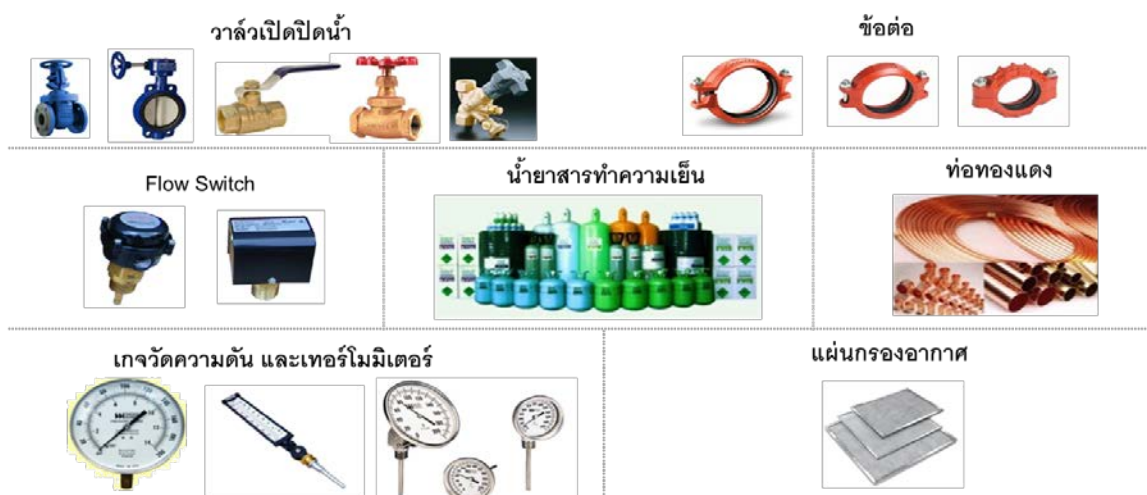 วาล์วเปิดปิดน้ำ
ข้อต่อ
Flow Switch
น้ำยาสารทำความเย็น
ท่อทองแดง
เกจวัดความดัน และเทอร์โมมิเตอร์
แผ่นกรองอากาศ